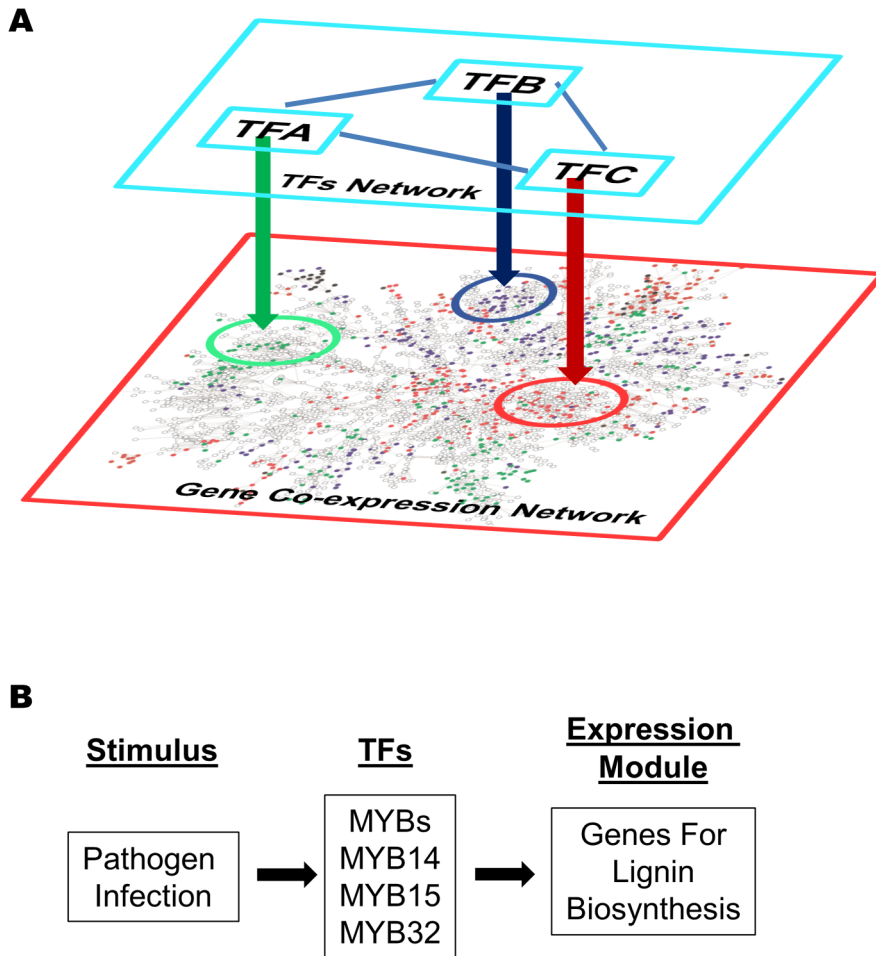 A
TFB
TFA
TFC
TFs Network
Gene Co-expression Network
B
Stimulus
TFs
Expression
Module
Pathogen
Infection
MYBs
MYB14
MYB15
MYB32
Genes For
Lignin
Biosynthesis